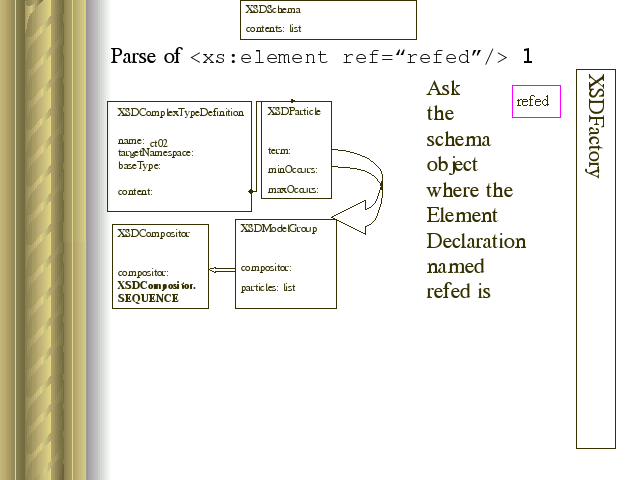 XSDSchema
contents: list
Parse of <xs:element ref=“refed”/> 1
XSDComplexTypeDefinition
name: ct02
targetNamespace:
baseType:
content:
XSDParticle
term:
minOccurs:
maxOccurs:
XSDCompositor
compositor:
XSDCompositor.
SEQUENCE
XSDModelGroup
compositor:
particles: list
Ask
the
schema
object
where the
Element
Declaration
named
refed is
refed
XSDFactory